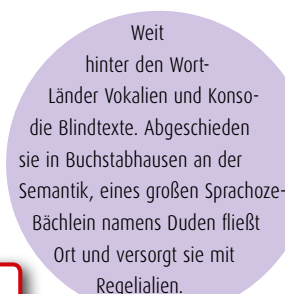 Weit
hinter den Wort-
Länder Vokalien und Konso-
die Blindtexte. Abgeschieden
sie in Buchstabhausen an der
Semantik, eines großen Sprachoze-
Bächlein namens Duden fließt
Ort und versorgt sie mit
Regelialien.